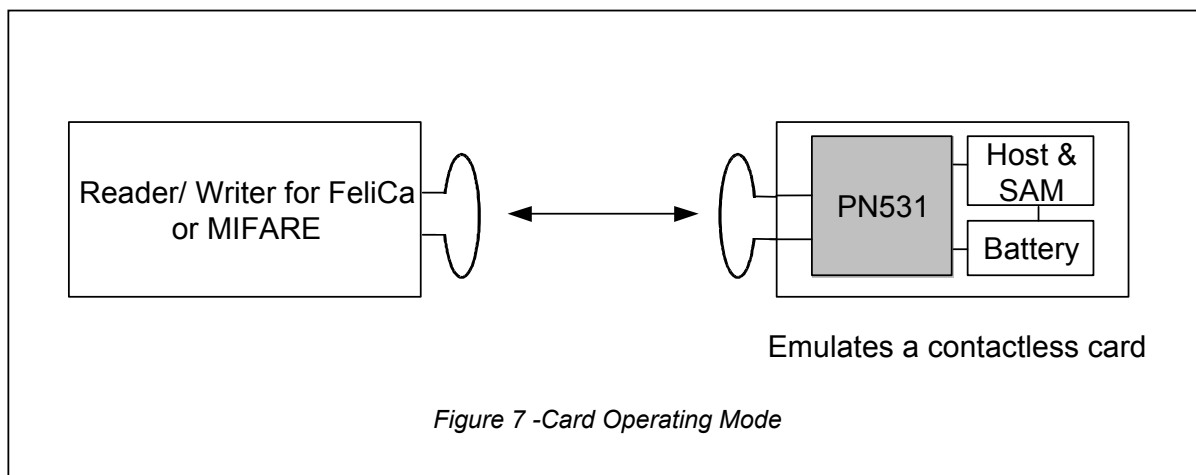 Reader/ Writer for FeliCa
or MIFARE
PN531
Host &
SAM
Battery
Emulates a contactless card
Figure 7 -Card Operating Mode